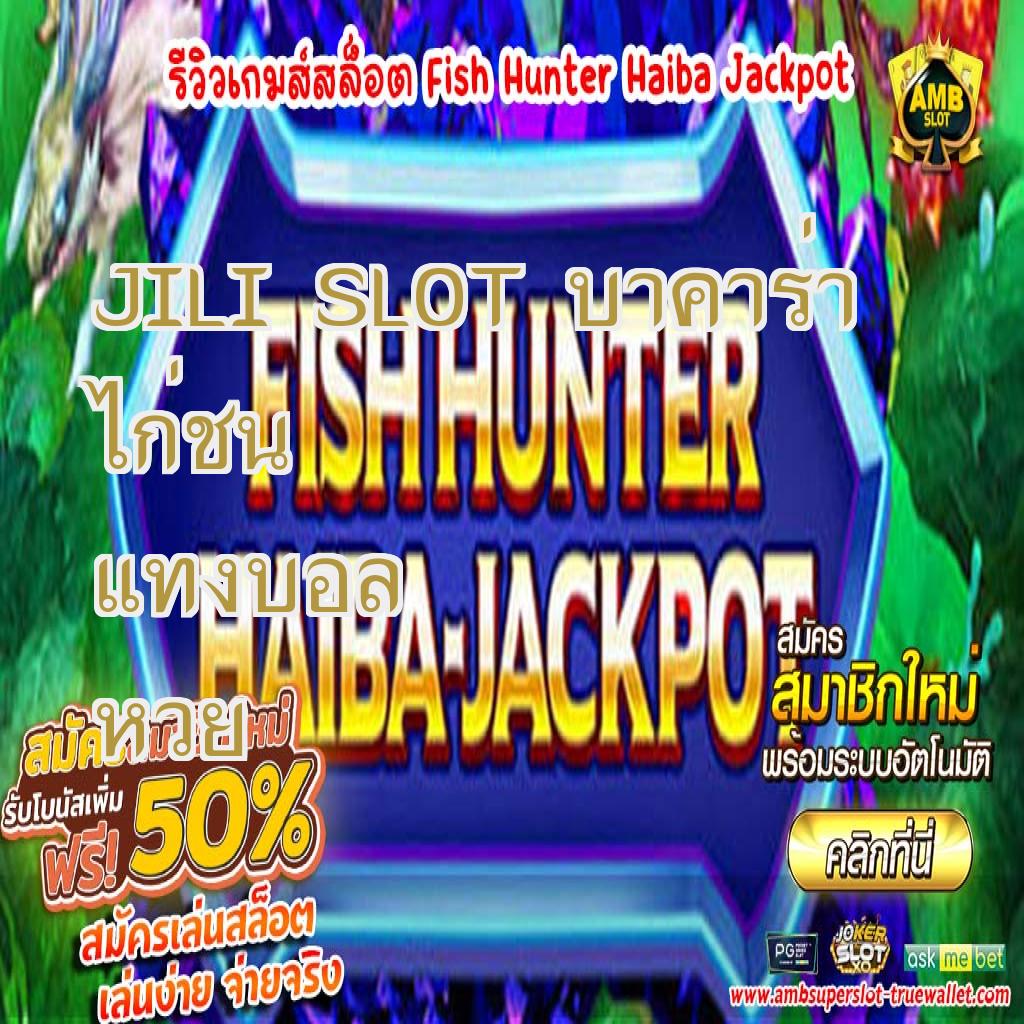 รีวิวเกมส์สล็อต Fish Hunter Haiba Jackpot
AMB
SLOT
JILI SLOT บาคาร่า
ไก่ชน
แทงบอล
หวย
FISH HUNTER
HAIBA-JACKPOT
สมัคร
สมาชิกใหม่
พร้อมระบบอัตโนมัติ
คลิกที่นี่
รับโบนัสเพิ่ม
ฟรี! 50%
สมัครเล่นสล็อต
เล่นง่าย จ่ายจริง
PG
JOKER
SLOT
XO
ask me bet
www.ambsuperslot-truewallet.com